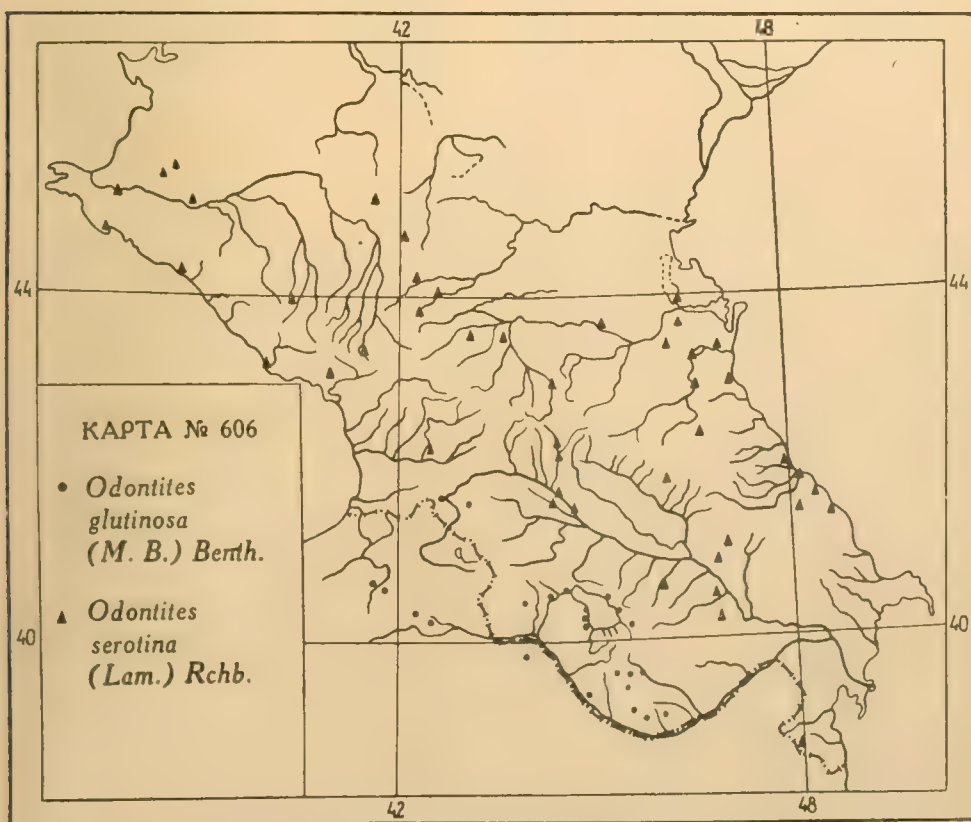 42 48
44 44
КАРТА № 606
• Odontites
glutinosa
(M. B.) Benth.
▲ Odontites
serotina
(Lam.) Rchb.
40 40
42 48